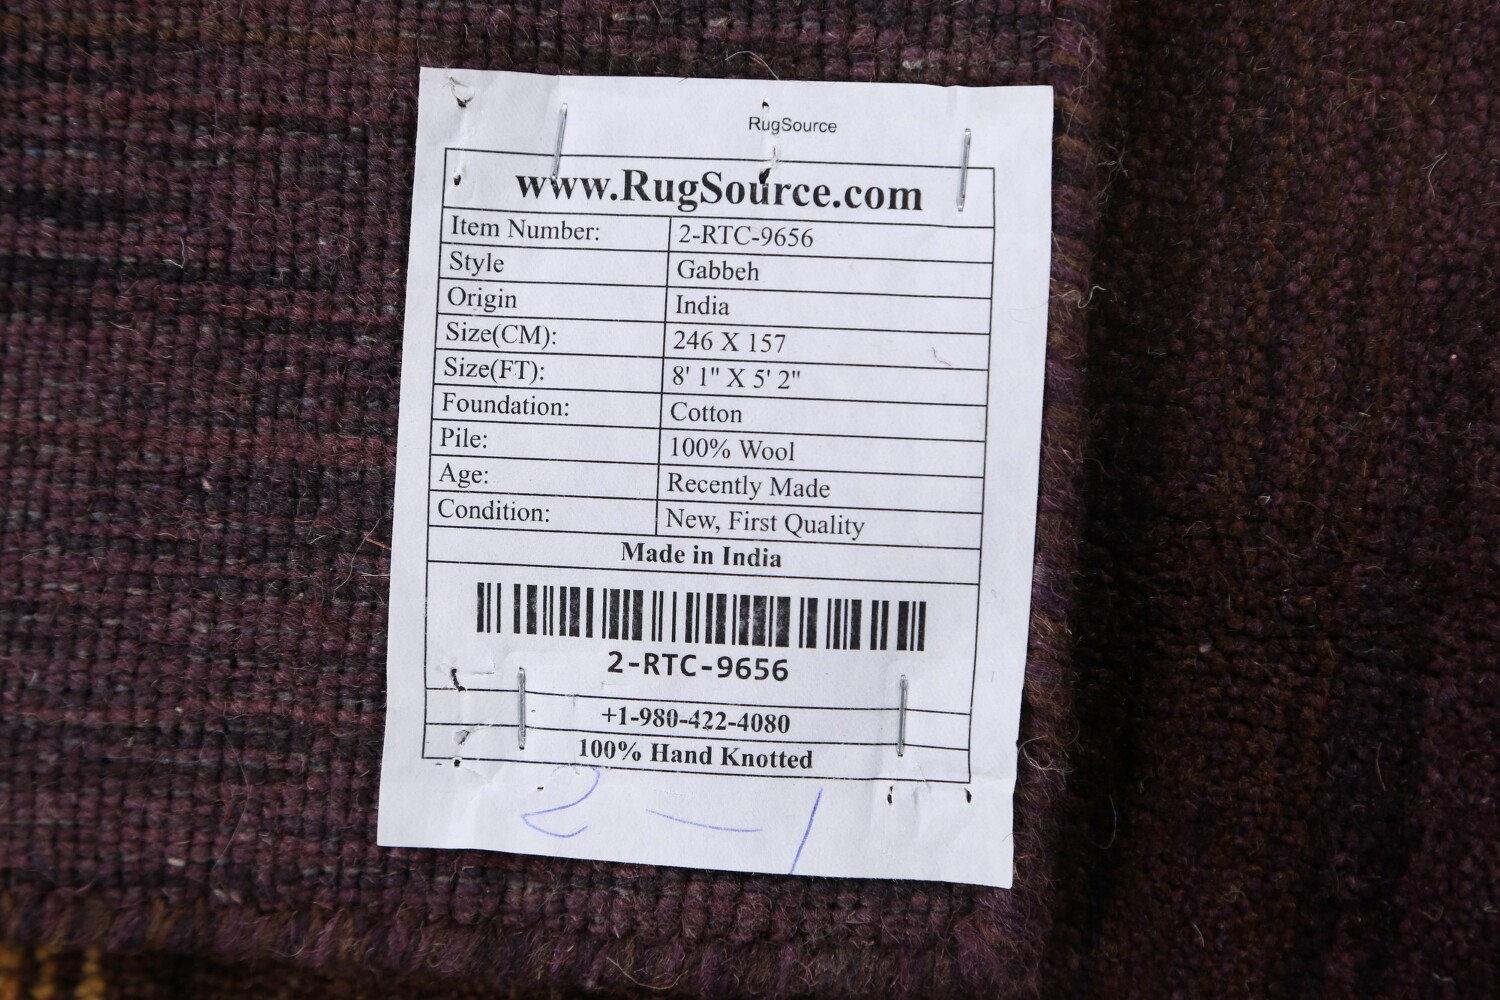 RugSource
www.RugSource.com
Item Number: 2-RTC-9656
Style Gabbeh
Origin India
Size(CM): 246 X 157
Size(FT): 8' 1" X 5' 2"
Foundation: Cotton
Pile: 100% Wool
Age: Recently Made
Condition: New, First Quality
Made in India
2-RTC-9656
+1-980-422-4080
100% Hand Knotted
2 - 1